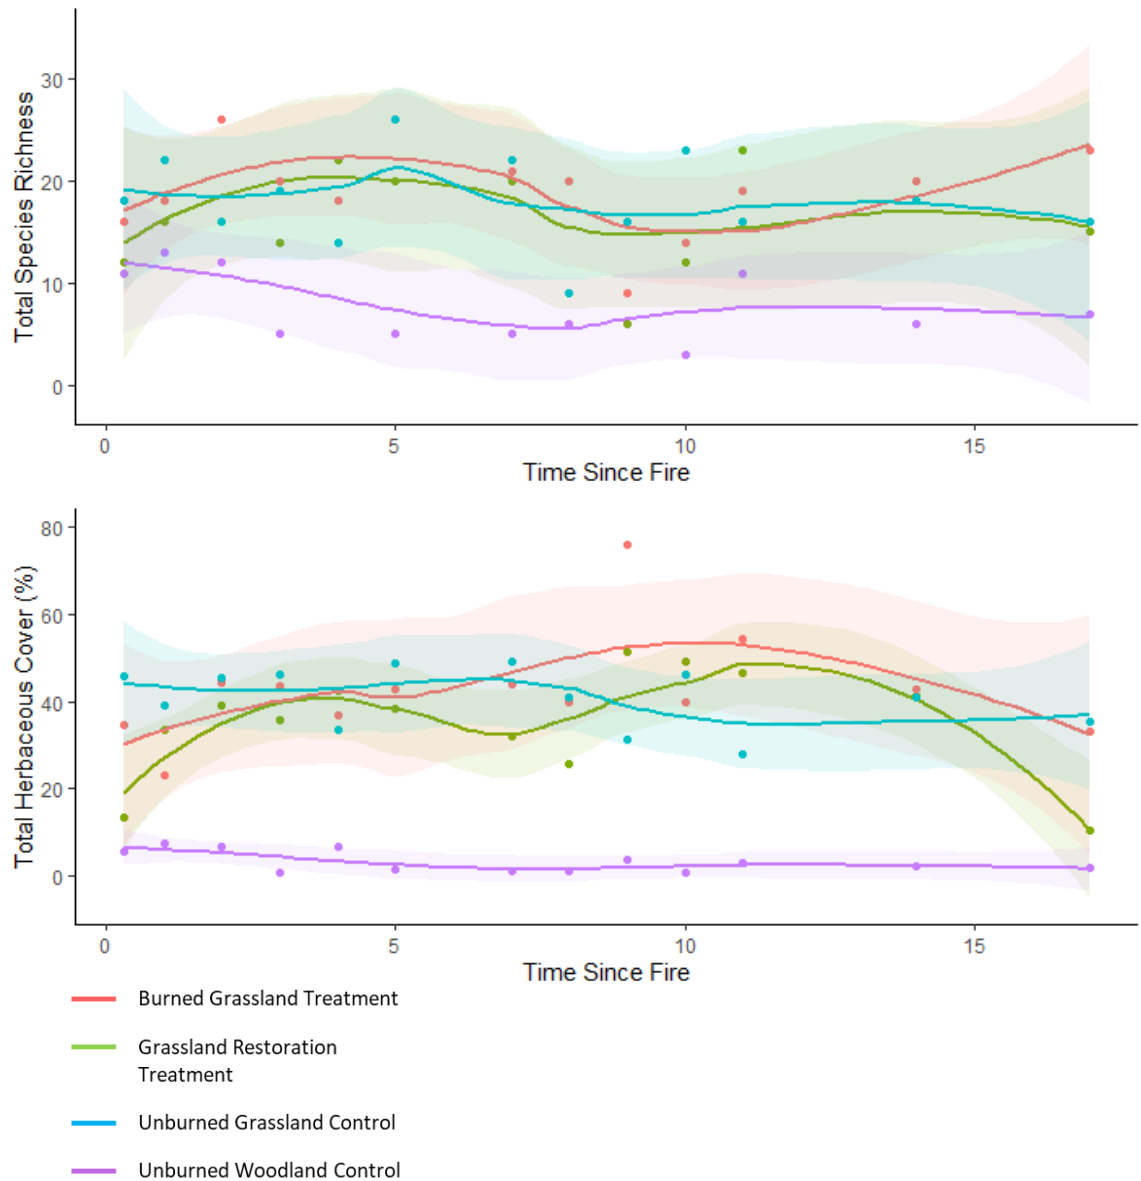 Total Species Richness
30
20
10
0
0 5 10 15
Time Since Fire
Total Herbaceous Cover (%)
80
60
40
20
0
0 5 10 15
Time Since Fire
Burned Grassland Treatment
Grassland Restoration
Treatment
Unburned Grassland Control
Unburned Woodland Control